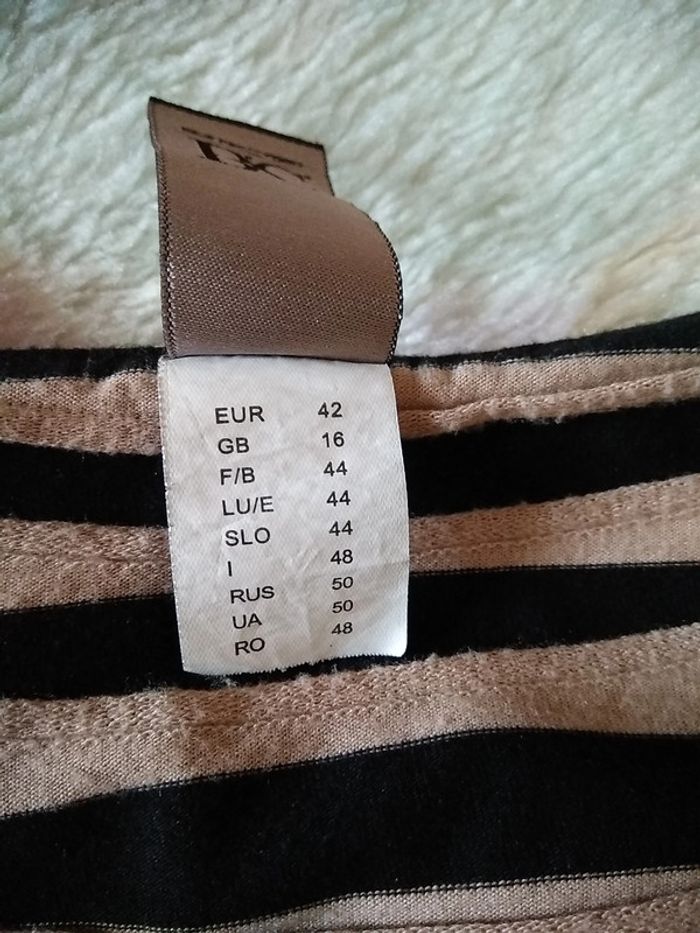 EUR 42
GB 16
F/B 44
LU/E 44
SLO 44
I 48
RUS 50
UA 50
RO 48